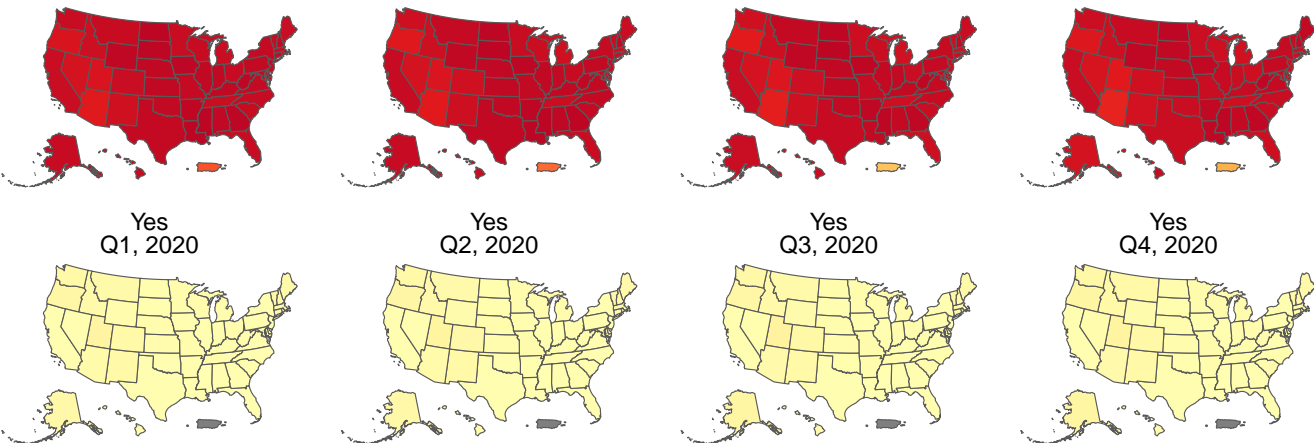 Yes
Q1, 2020
Yes
Q2, 2020
Yes
Q3, 2020
Yes
Q4, 2020